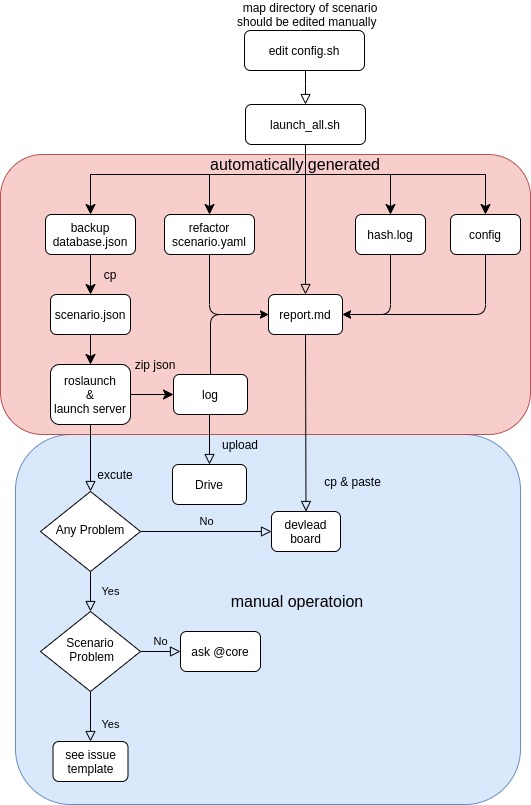 map directory of scenario
should be edited manually
edit config.sh
launch_all.sh
automatically generated
backup
database.json
refactor
scenario.yaml
hash.log
config
cp
scenario.json
report.md
zip json
roslaunch
&
launch server
log
upload
excute
Drive
cp & paste
Any Problem
No
devlead
board
Yes
manual operatoion
Scenario
Problem
No
ask @core
Yes
see issue
template